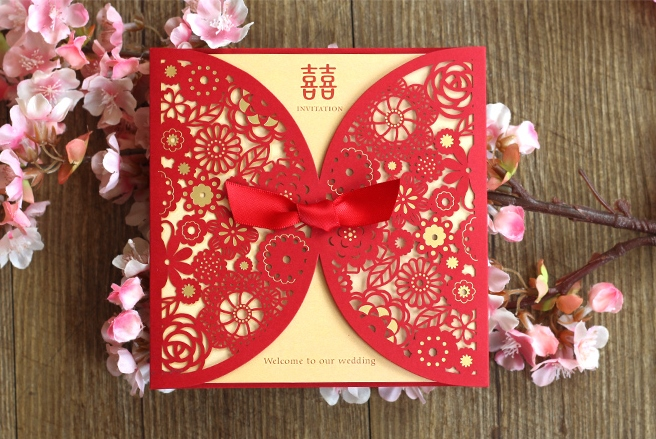 囍
INVITATION
Welcome to our wedding